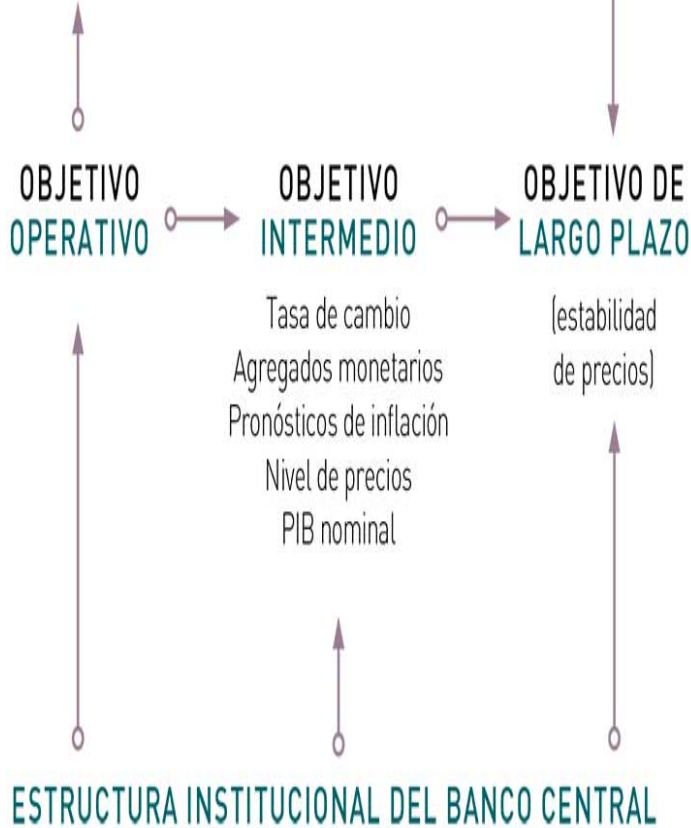 OBJETIVO
OPERATIVO
OBJETIVO
INTERMEDIO
Tasa de cambio
Agregados monetarios
Pronósticos de inflación
Nivel de precios
PIB nominal
OBJETIVO DE
LARGO PLAZO
(estabilidad
de precios)
ESTRUCTURA INSTITUCIONAL DEL BANCO CENTRAL